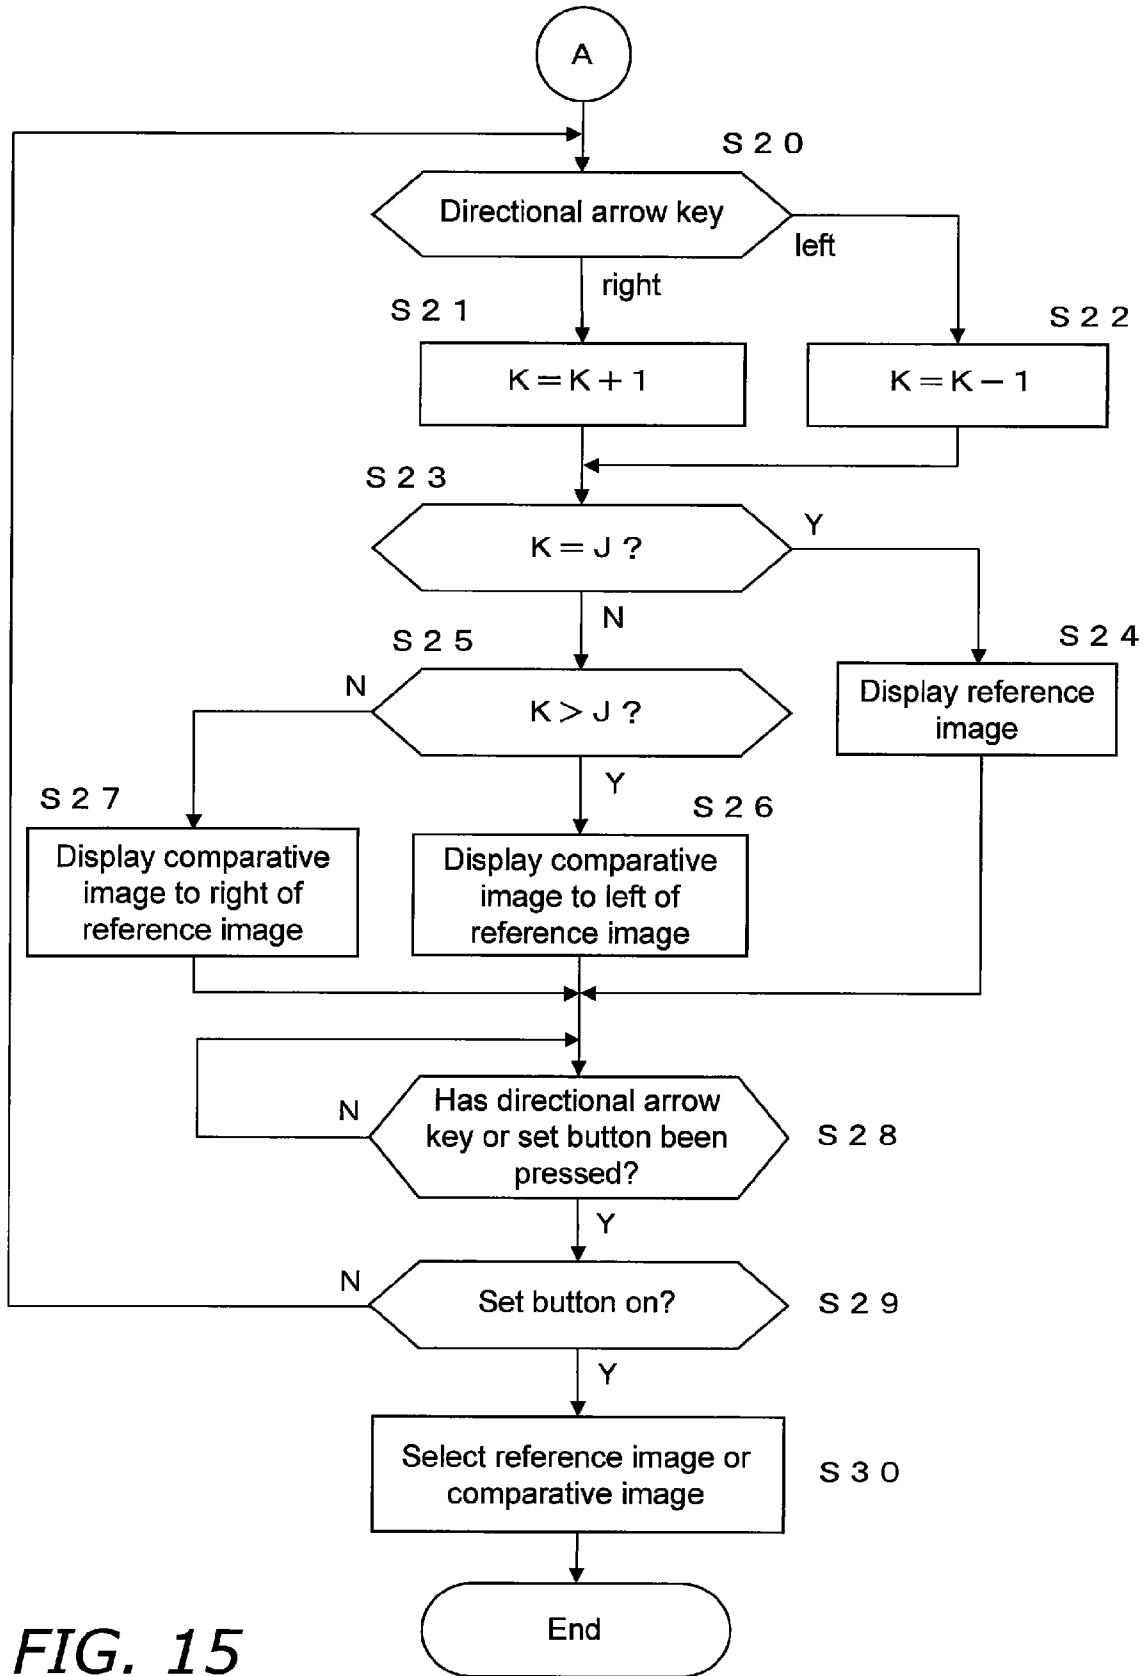 A
S20
Directional arrow key
left
right
S21
S22
K=K+1
K=K−1
S23
K=J?
Y
N
S25
S24
N
K>J?
Display reference
image
Y
S27
S26
Display comparative
image to right of
reference image
Display comparative
image to left of
reference image
N
Has directional arrow
key or set button been
pressed?
S28
Y
N
Set button on?
S29
Y
Select reference image or
comparative image
S30
End
FIG. 15